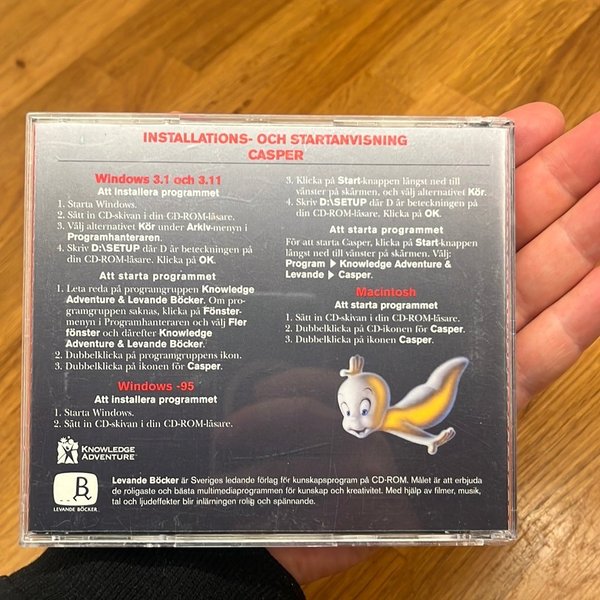 INSTALLATIONS- OCH STARTANVISNING
CASPER
Windows 3.1 och 3.11
Att installera programmet
1. Starta Windows.
2. Sätt in CD-skivan i din CD-ROM-läsare.
3. Välj alternativet Kör under Arkiv-menyn i
Programhanteraren.
4. Skriv D:\SETUP där D är beteckningen på
din CD-ROM-läsare. Klicka på OK.
Att starta programmet
1. Leta reda på programgruppen Knowledge
Adventure & Levande Böcker. Om pro-
gramgruppen saknas, klicka på Fönster-
menyn i Programhanteraren och välj Fler
fönster och därefter Knowledge
Adventure & Levande Böcker.
2. Dubbelklicka på programgruppens ikon.
3. Dubbelklicka på ikonen för Casper.
Windows -95
Att installera programmet
1. Starta Windows.
2. Sätt in CD-skivan i din CD-ROM-läsare.
3. Klicka på Start-knappen längst ned till
vänster på skärmen, och välj alternativet Kör.
4. Skriv D:\SETUP där D är beteckningen på
din CD-ROM-läsare. Klicka på OK.
Att starta programmet
För att starta Casper, klicka på Start-knappen
längst ned till vänster på skärmen. Välj:
Program ▶ Knowledge Adventure &
Levande ▶ Casper.
Macintosh
Att starta programmet
1. Sätt in CD-skivan i din CD-ROM-läsare.
2. Dubbelklicka på CD-ikonen för Casper.
3. Dubbelklicka på ikonen Casper.
KNOWLEDGE
ADVENTURE™
LEVANDE BÖCKER
Levande Böcker är Sveriges ledande förlag för kunskapsprogram på CD-ROM. Målet är att erbjuda
de roligaste och bästa multimediaprogrammen för kunskap och kreativitet. Med hjälp av filmer, musik,
tal och ljudeffekter blir inlärningen rolig och spännande.